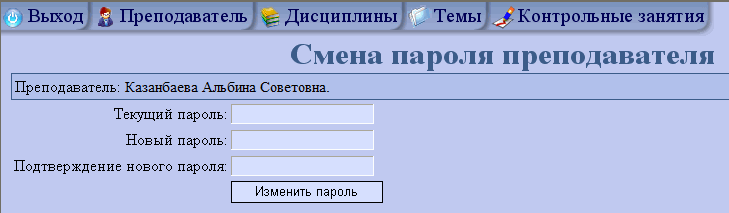 Выход Преподаватель Дисциплины Темы Контрольные занятия
Смена пароля преподавателя
Преподаватель: Казанбаева Альбина Советовна.
Текущий пароль:
Новый пароль:
Подтверждение нового пароля:
Изменить пароль